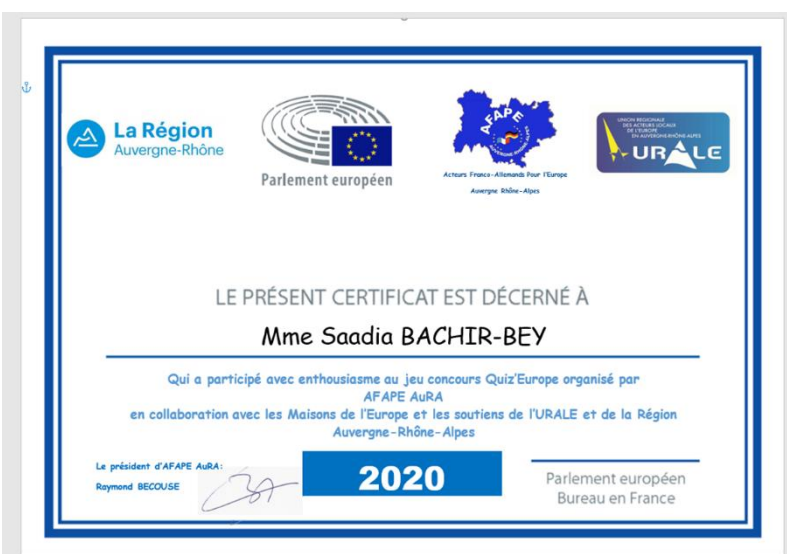 La Région
Auvergne-Rhône
Parlement européen
AFAPE
AUVERGNE RHÔNE ALPES
Acteurs Franco-Allemands Pour l'Europe
Auvergne Rhône-Alpes
UNION REGIONALE
DES ACTEURS LOCAUX
DE L'EUROPE
EN AUVERGNE-RHÔNE-ALPES
URALE
LE PRÉSENT CERTIFICAT EST DÉCERNÉ À
Mme Saadia BACHIR-BEY
Qui a participé avec enthousiasme au jeu concours Quiz'Europe organisé par
AFAPE AuRA
en collaboration avec les Maisons de l'Europe et les soutiens de l'URALE et de la Région
Auvergne-Rhône-Alpes
Le président d'AFAPE AuRA:
Raymond BECOUSE
2020
Parlement européen
Bureau en France